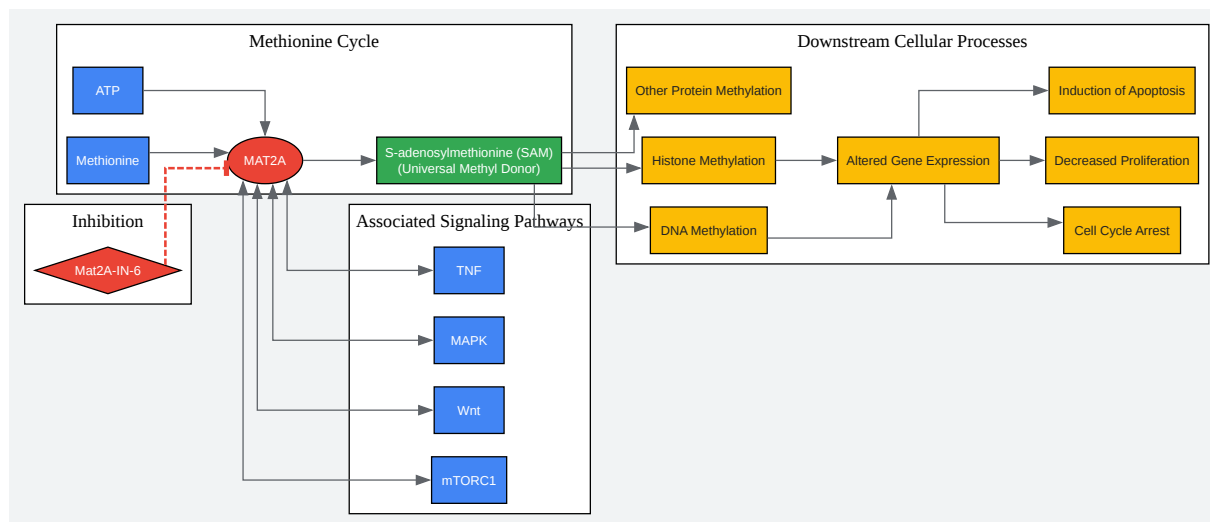 Methionine Cycle
ATP
Methionine
MAT2A
S-adenosylmethionine (SAM)
(Universal Methyl Donor)
Inhibition
Mat2A-IN-6
Associated Signaling Pathways
TNF
MAPK
Wnt
mTORC1
Downstream Cellular Processes
Other Protein Methylation
Histone Methylation
DNA Methylation
Altered Gene Expression
Induction of Apoptosis
Decreased Proliferation
Cell Cycle Arrest